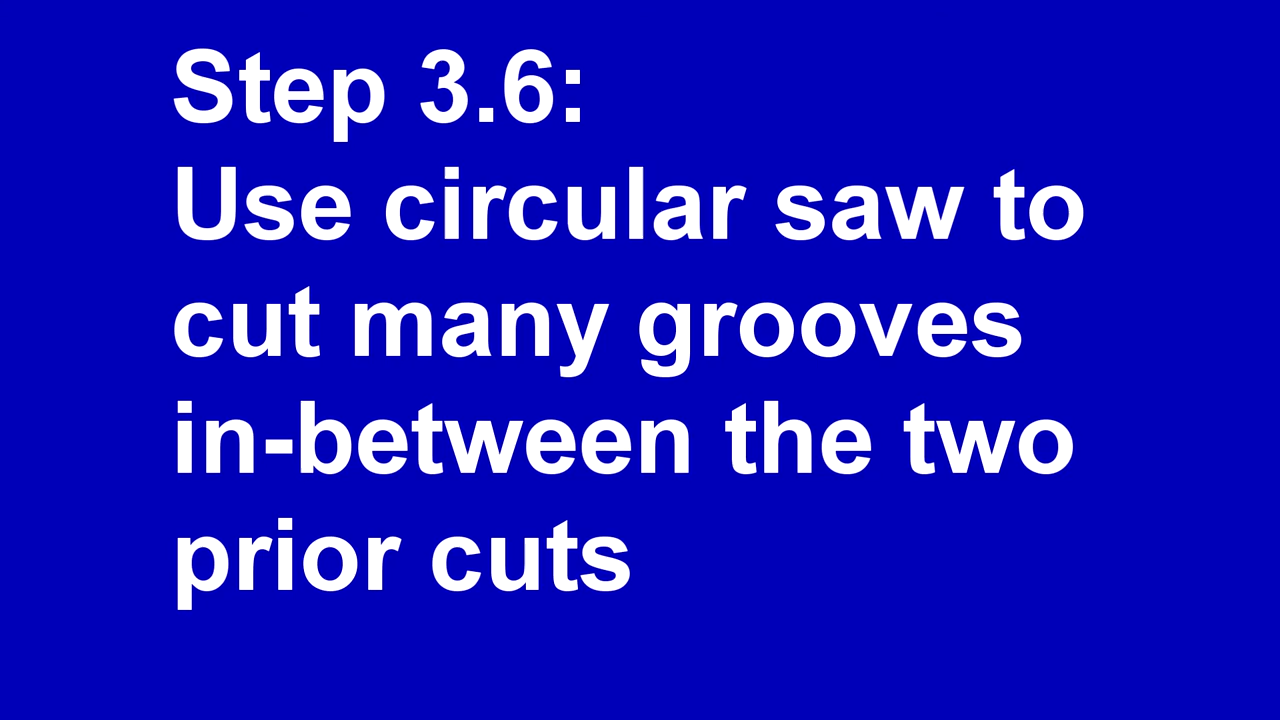 Step 3.6:
Use circular saw to
cut many grooves
in-between the two
prior cuts